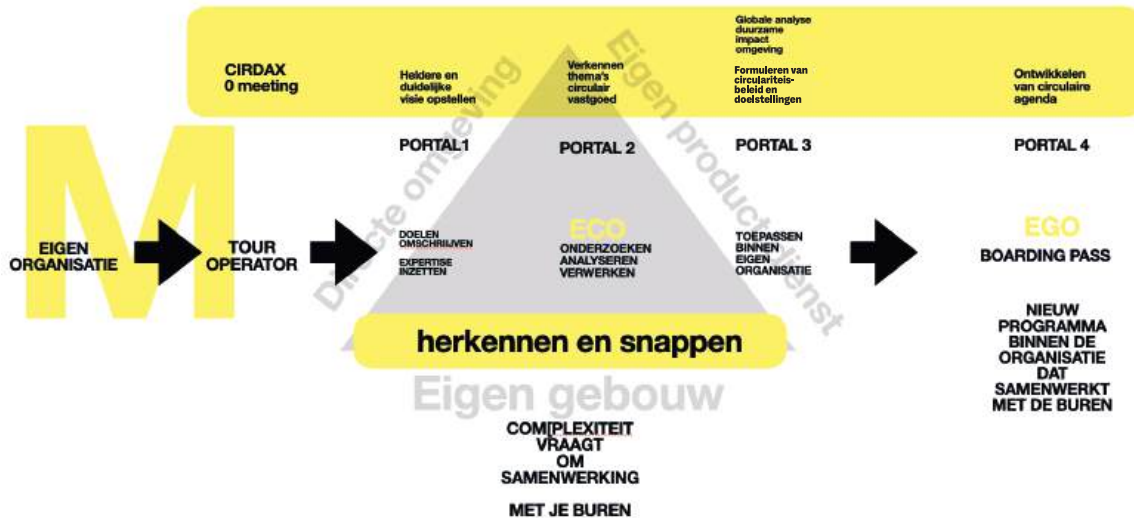 CIRDAX
0 meeting
Heldere en
duidelijke
visie opstellen
Verkennen
thema's
circulair
vastgoed
Globale analyse
duurzame
impact
omgeving
Formuleren van
circulariteits-
beleid en
doelstellingen
Ontwikkelen
van circulaire
agenda
PORTAL1
PORTAL 2
PORTAL 3
PORTAL 4
M
EIGEN
ORGANISATIE
TOUR
OPERATOR
Directe omgeving
DOELEN
OMSCHRIJVEN
EXPERTISE
INZETTEN
ECO
ONDERZOEKEN
ANALYSEREN
VERWERKEN
Eigen product/dienst
TOEPASSEN
BINNEN
EIGEN
ORGANISATIE
EGO
BOARDING PASS
NIEUW
PROGRAMMA
BINNEN DE
ORGANISATIE
DAT
SAMENWERKT
MET DE BUREN
herkennen en snappen
Eigen gebouw
COM[PLEXITEIT
VRAAGT
OM
SAMENWERKING
MET JE BUREN